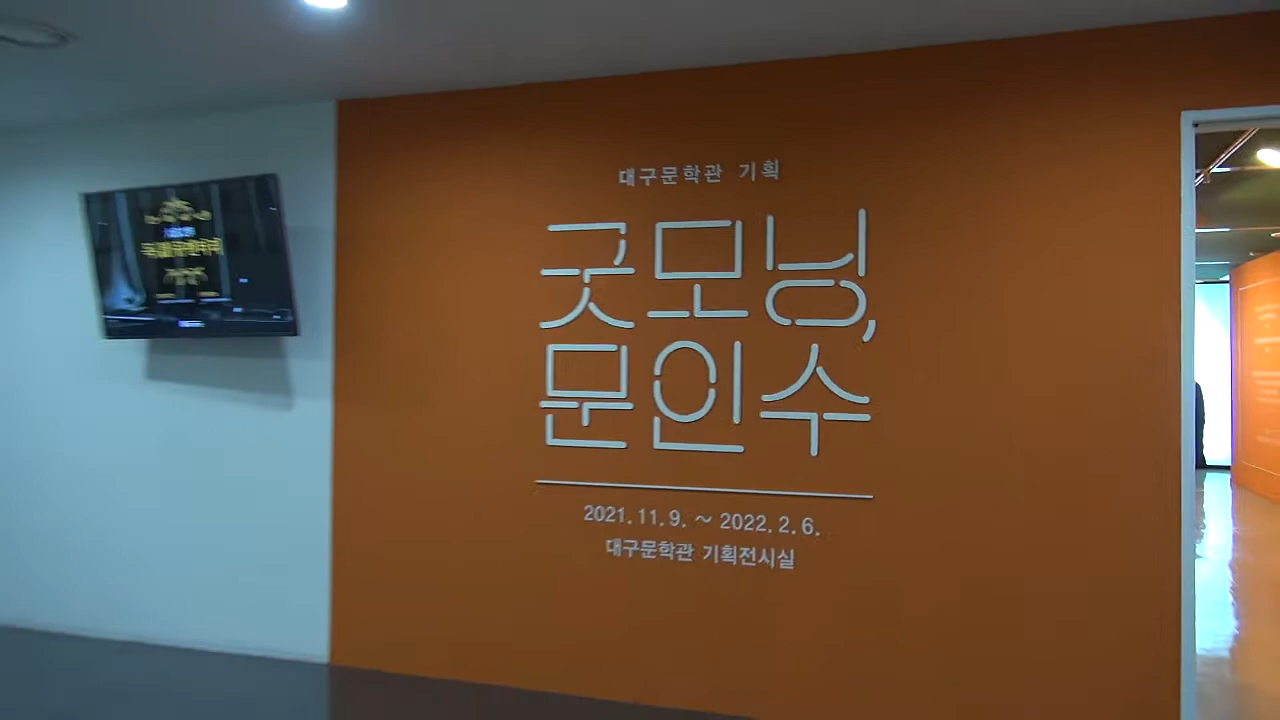 대구문학관 기획
굿모닝,
문인수
2021.11.9. ~ 2022.2.6.
대구문학관 기획전시실